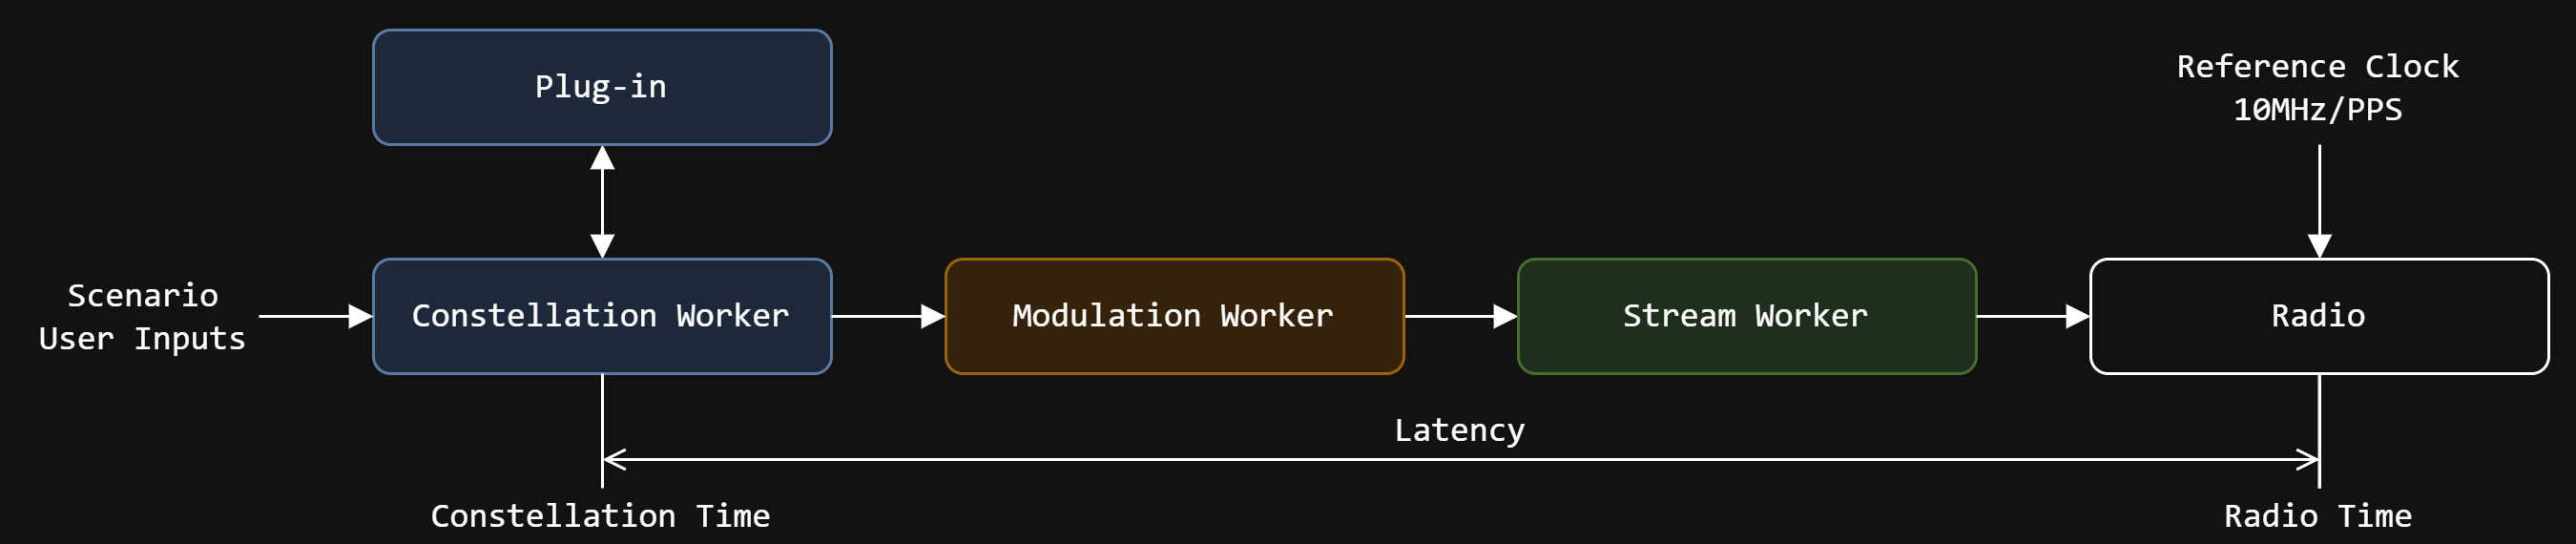 Plug-in
Reference Clock
10MHz/PPS
Scenario
User Inputs
Constellation Worker
Modulation Worker
Stream Worker
Radio
Latency
Constellation Time
Radio Time